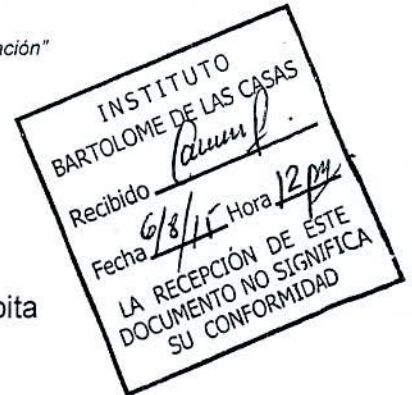 ación"
INSTITUTO
BARTOLOME DE LAS CASAS
Recibido
Fecha 6/8/15 Hora 12 pm
LA RECEPCIÓN DE ESTE
DOCUMENTO NO SIGNIFICA
SU CONFORMIDAD
pita